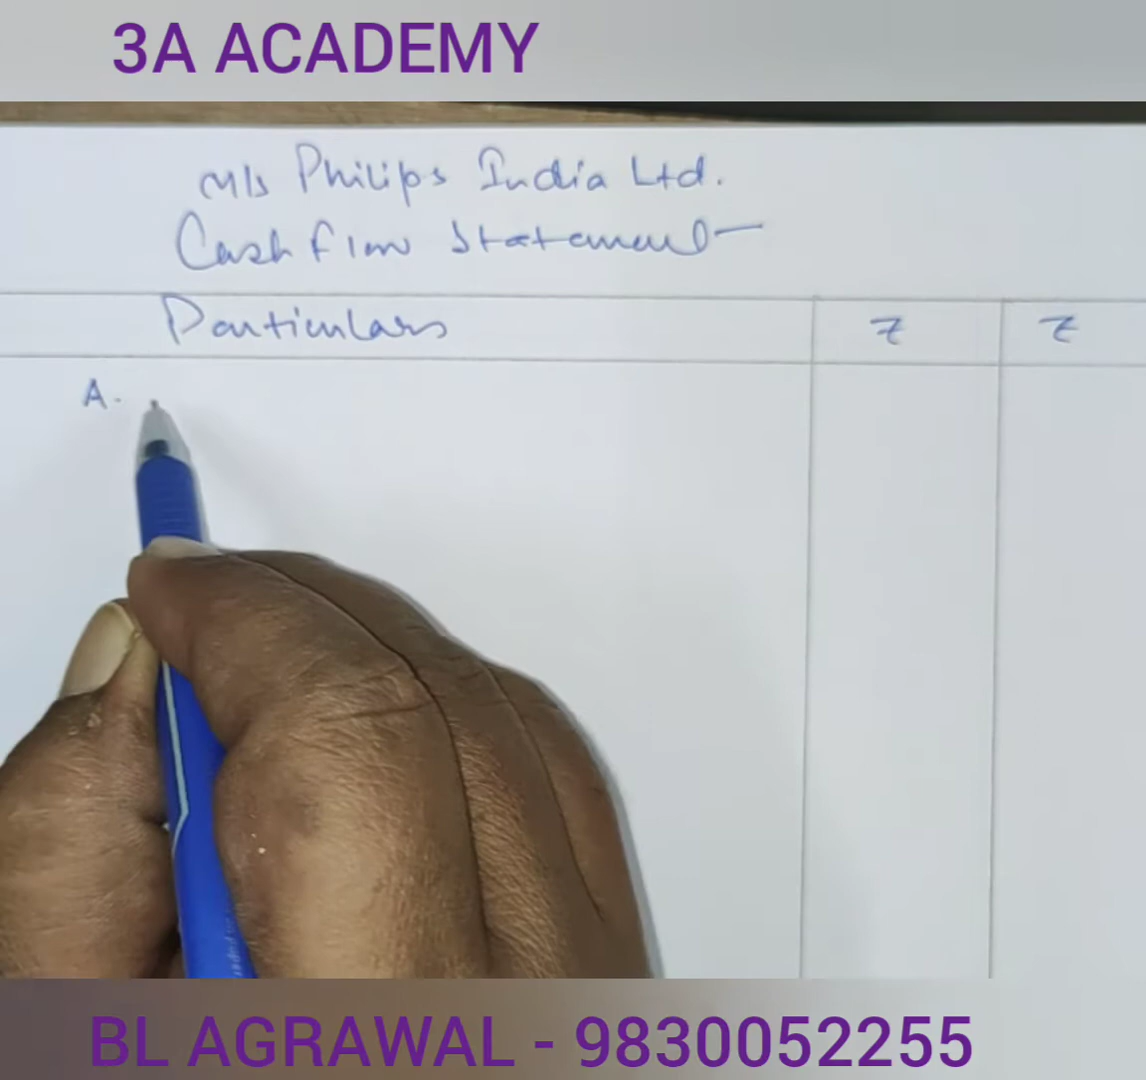 3A ACADEMY
M/s Philips India Ltd.
Cash flow Statement
Particulars ₹ ₹
A.
BL AGRAWAL - 9830052255